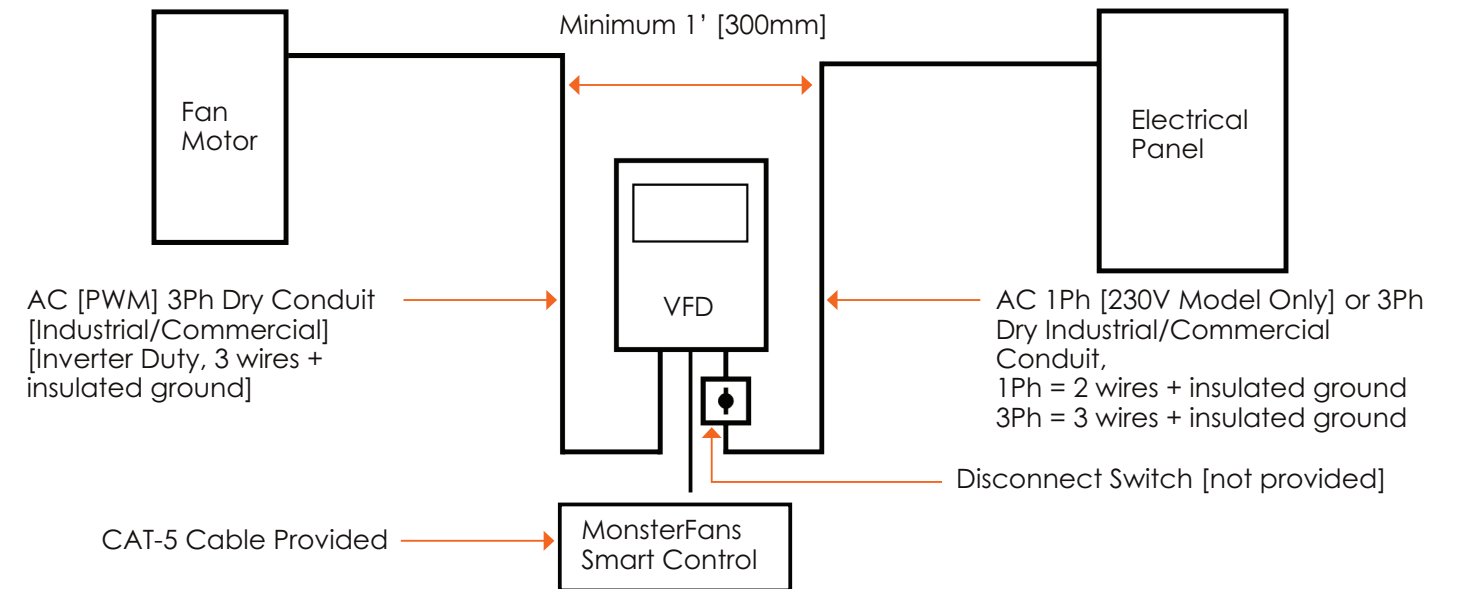 Minimum 1’ [300mm]
Fan
Motor
Electrical
Panel
VFD
AC [PWM] 3Ph Dry Conduit
[Industrial/Commercial]
[Inverter Duty, 3 wires +
insulated ground]
AC 1Ph [230V Model Only] or 3Ph
Dry Industrial/Commercial
Conduit,
1Ph = 2 wires + insulated ground
3Ph = 3 wires + insulated ground
Disconnect Switch [not provided]
CAT-5 Cable Provided
MonsterFans
Smart Control